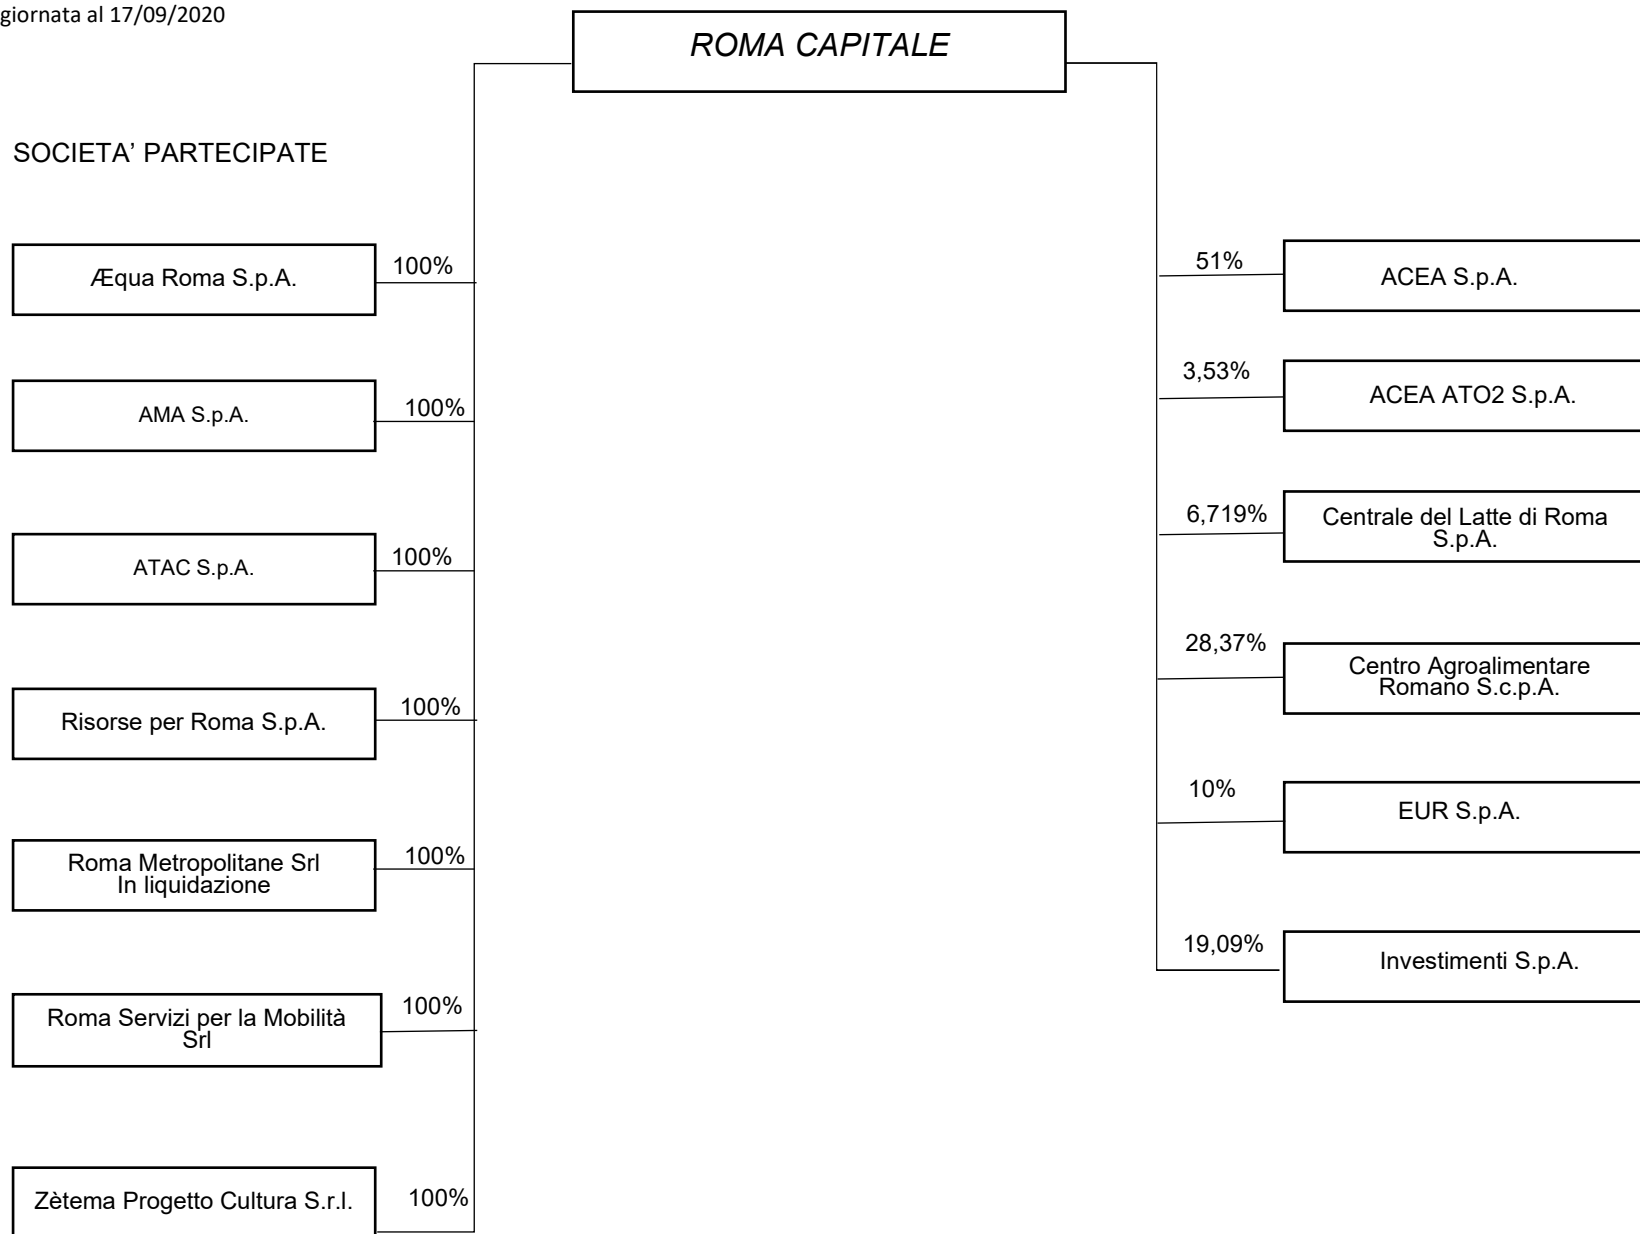 giornata al 17/09/2020
ROMA CAPITALE
SOCIETA’ PARTECIPATE
Æqua Roma S.p.A.
100%
AMA S.p.A.
100%
ATAC S.p.A.
100%
Risorse per Roma S.p.A.
100%
Roma Metropolitane Srl
In liquidazione
100%
Roma Servizi per la Mobilità
Srl
100%
Zètema Progetto Cultura S.r.l.
100%
51%
ACEA S.p.A.
3,53%
ACEA ATO2 S.p.A.
6,719%
Centrale del Latte di Roma
S.p.A.
28,37%
Centro Agroalimentare
Romano S.c.p.A.
10%
EUR S.p.A.
19,09%
Investimenti S.p.A.